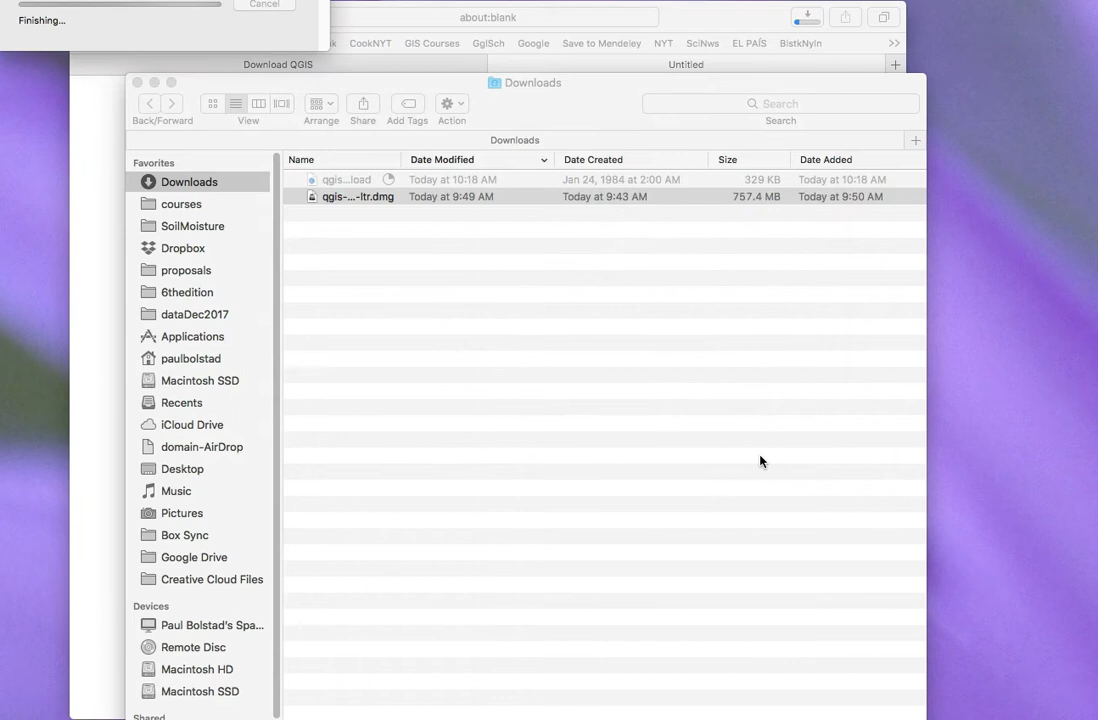 Cancel
Finishing...
about:blank
CookNYT GIS Courses GglSch Google Save to Mendeley NYT SciNws EL PAÍS BistkNyln
Download QGIS Untitled
Downloads
Back/Forward View Arrange Share Add Tags Action Search
Search
Downloads
Favorites
Downloads
courses
SoilMoisture
Dropbox
proposals
6thedition
dataDec2017
Applications
paulbolstad
Macintosh SSD
Recents
iCloud Drive
domain-AirDrop
Desktop
Music
Pictures
Box Sync
Google Drive
Creative Cloud Files
Devices
Paul Bolstad's Spa...
Remote Disc
Macintosh HD
Macintosh SSD
Shared
Name Date Modified Date Created Size Date Added
qgis...load Today at 10:18 AM Jan 24, 1984 at 2:00 AM 329 KB Today at 10:18 AM
qgis-...-ltr.dmg Today at 9:49 AM Today at 9:43 AM 757.4 MB Today at 9:50 AM